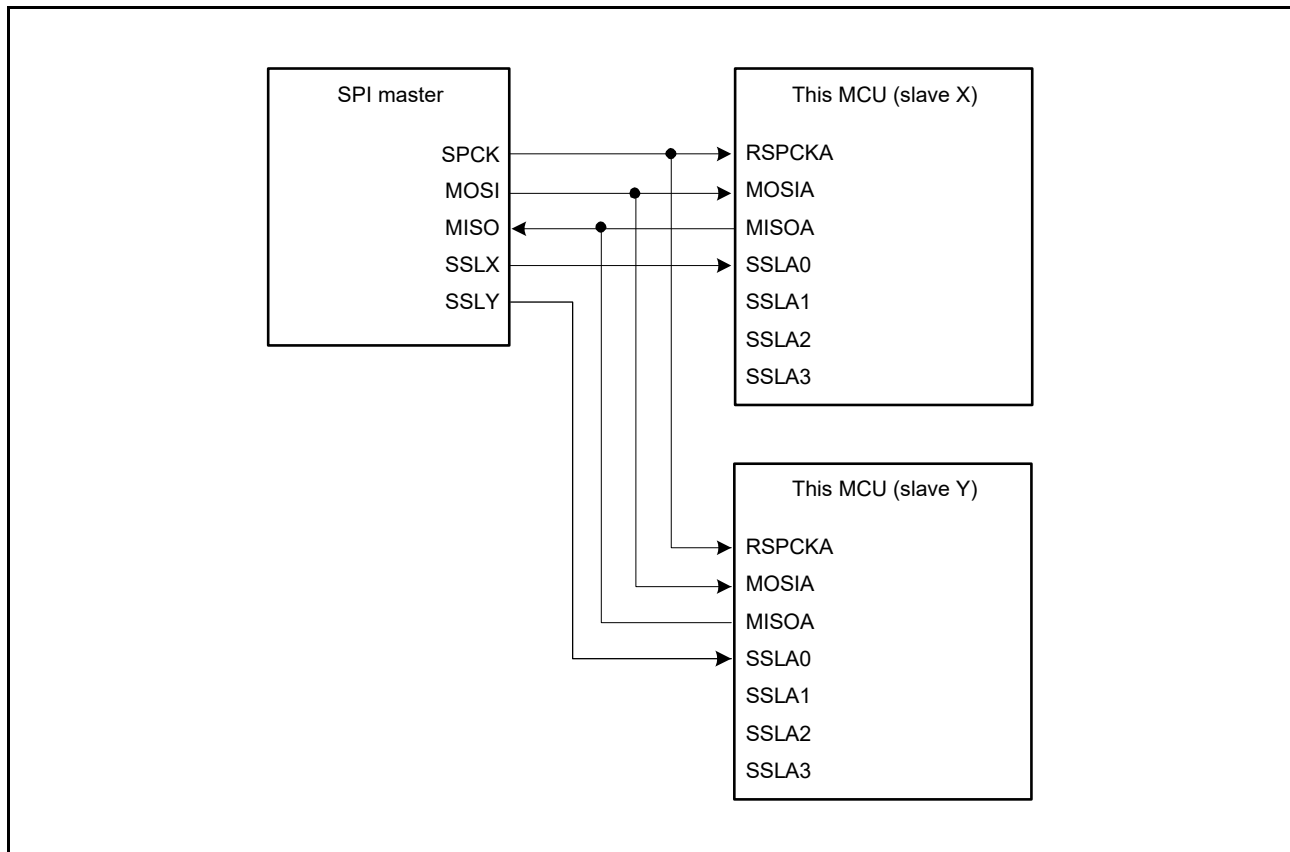 SPI master
SPCK
MOSI
MISO
SSLX
SSLY
This MCU (slave X)
RSPCKA
MOSIA
MISOA
SSLA0
SSLA1
SSLA2
SSLA3
This MCU (slave Y)
RSPCKA
MOSIA
MISOA
SSLA0
SSLA1
SSLA2
SSLA3